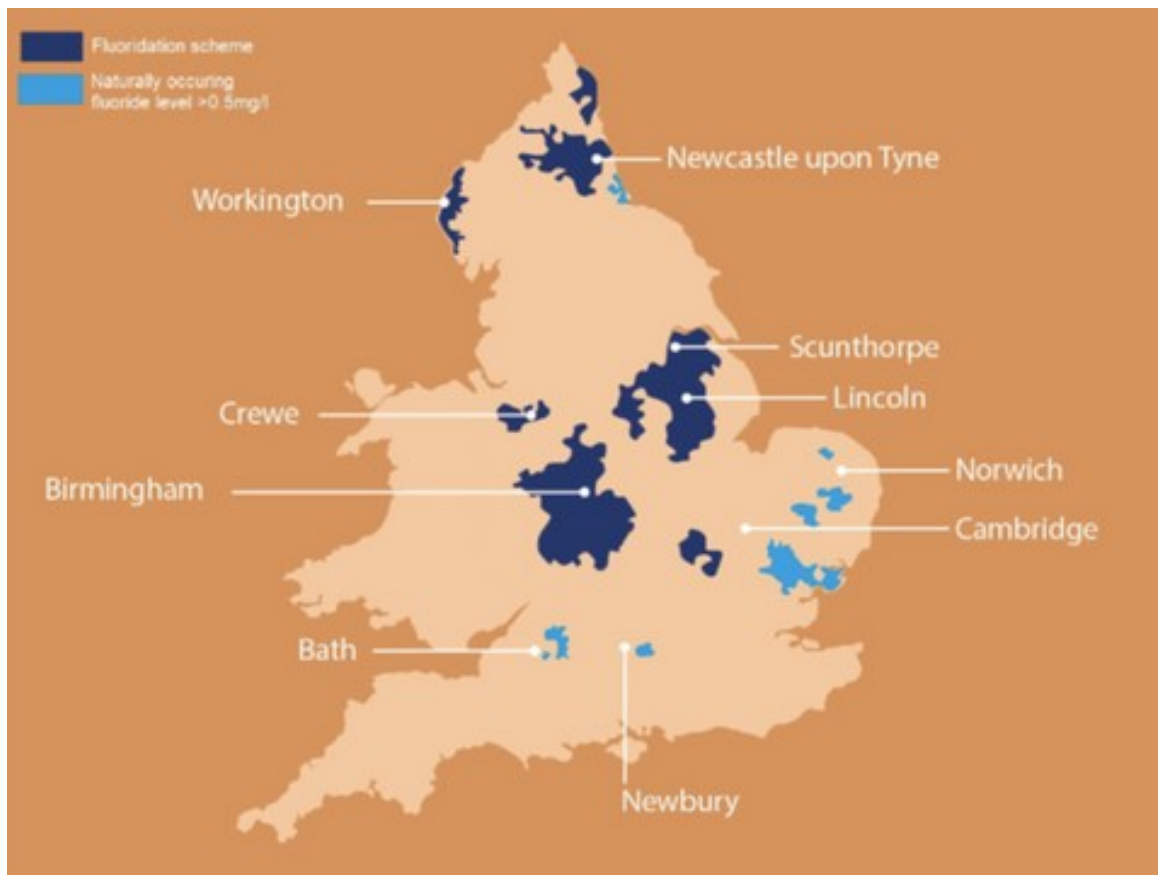 Fluoridation scheme
Naturally occuring
fluoride level >0.5mg/l
Newcastle upon Tyne
Workington
Scunthorpe
Lincoln
Crewe
Norwich
Birmingham
Cambridge
Bath
Newbury